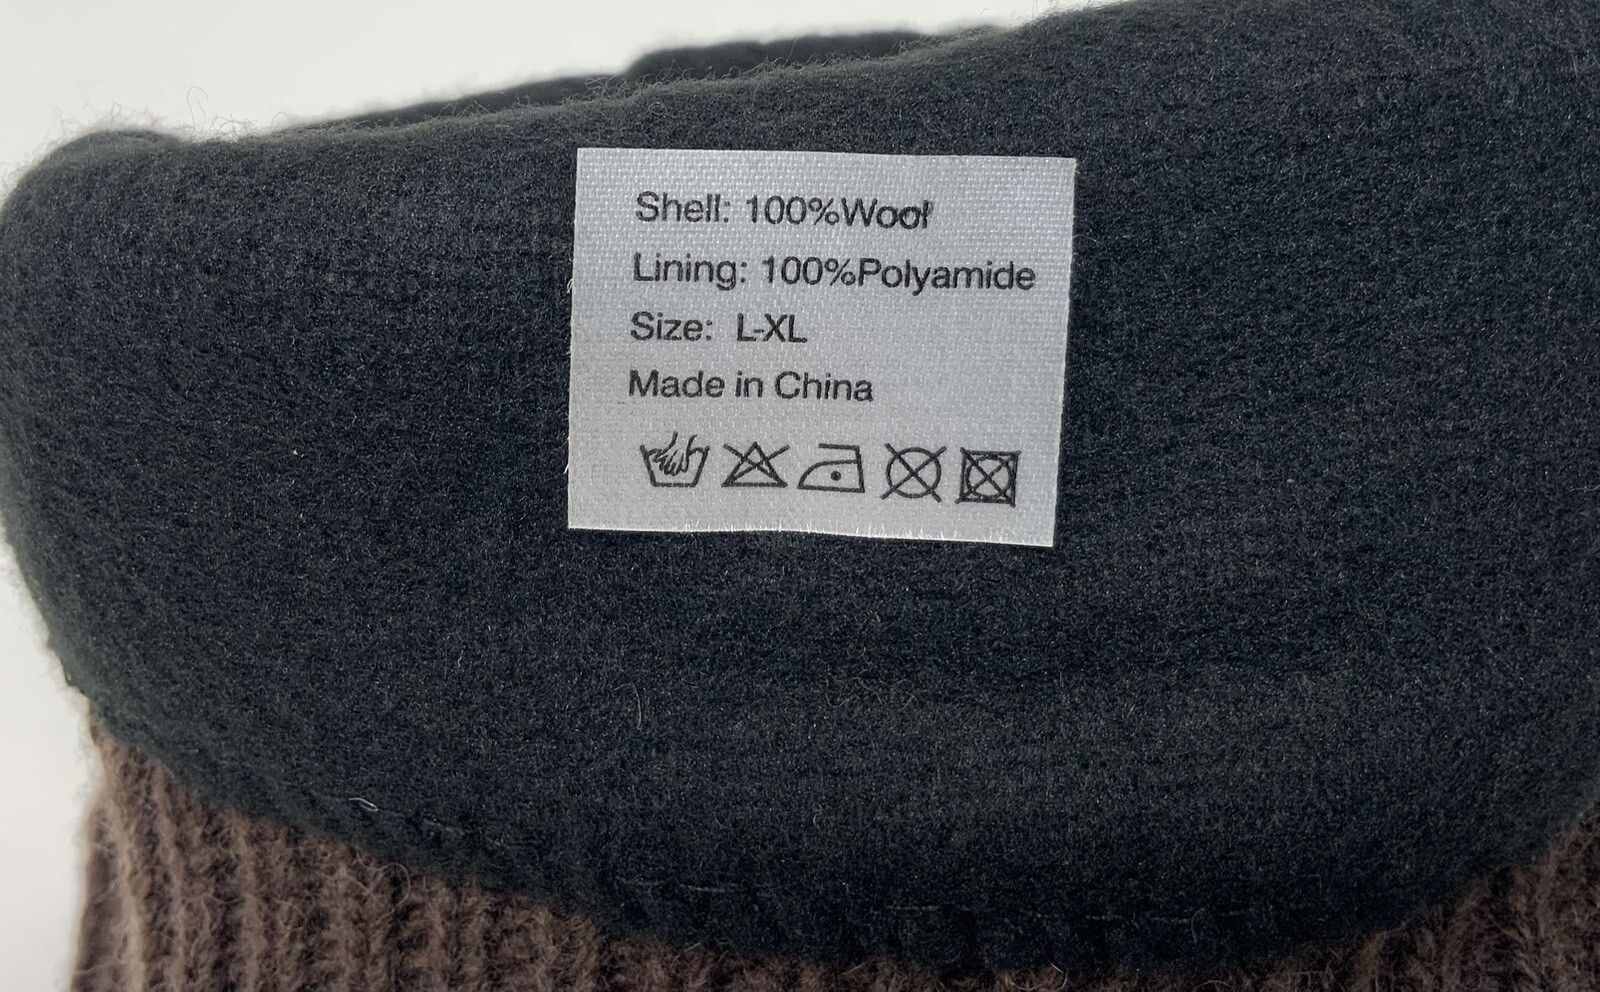 Shell: 100%Wool
Lining: 100%Polyamide
Size: L-XL
Made in China